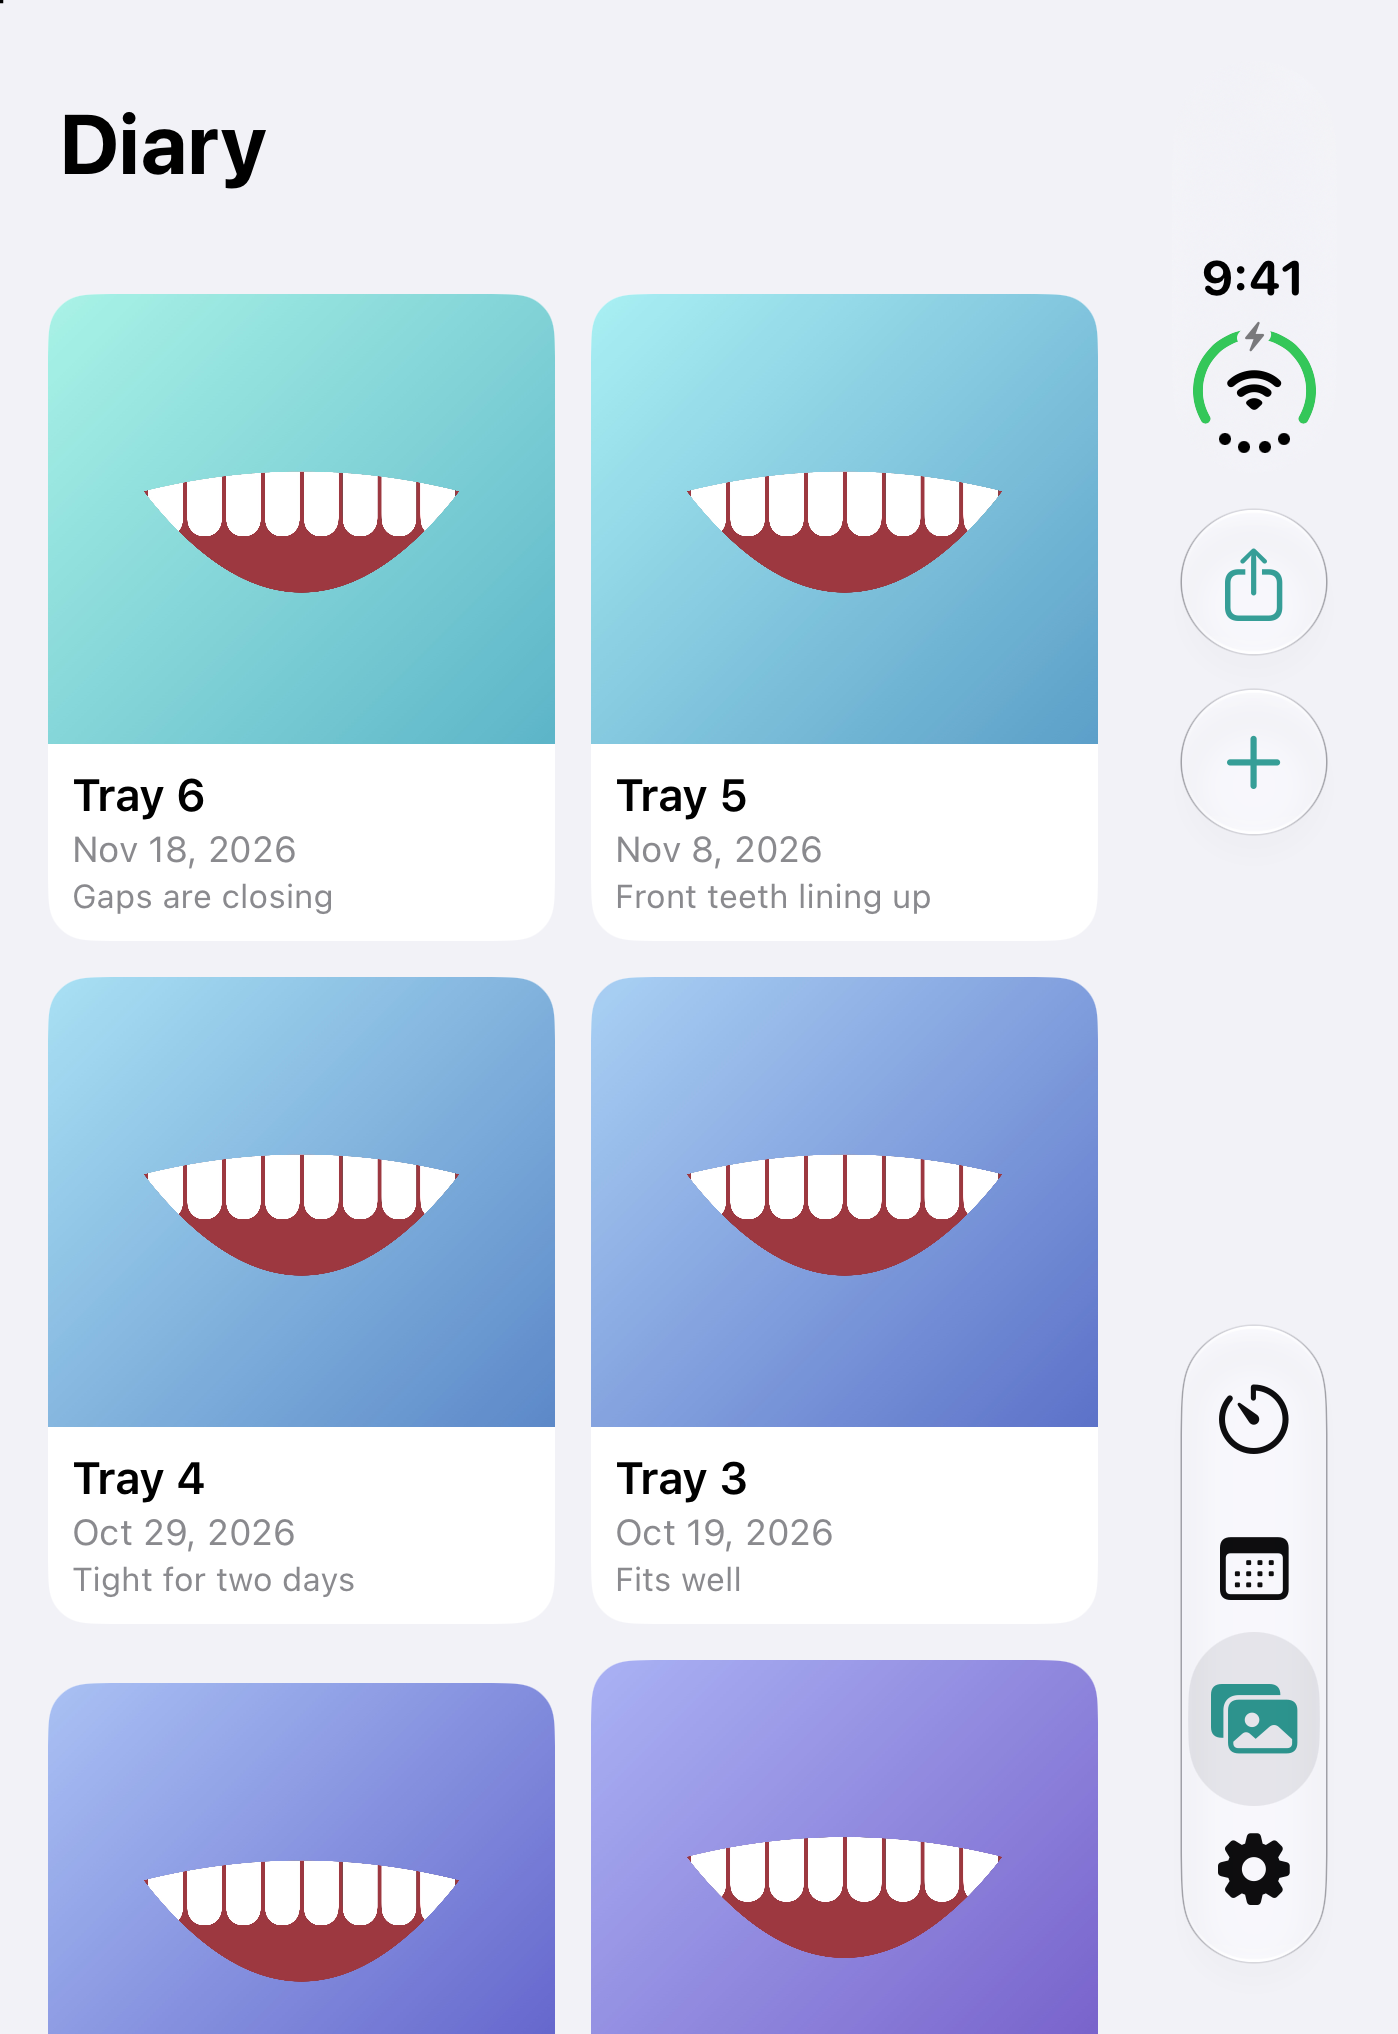 Diary
9:41
Tray 6
Nov 18, 2026
Gaps are closing
Tray 5
Nov 8, 2026
Front teeth lining up
Tray 4
Oct 29, 2026
Tight for two days
Tray 3
Oct 19, 2026
Fits well